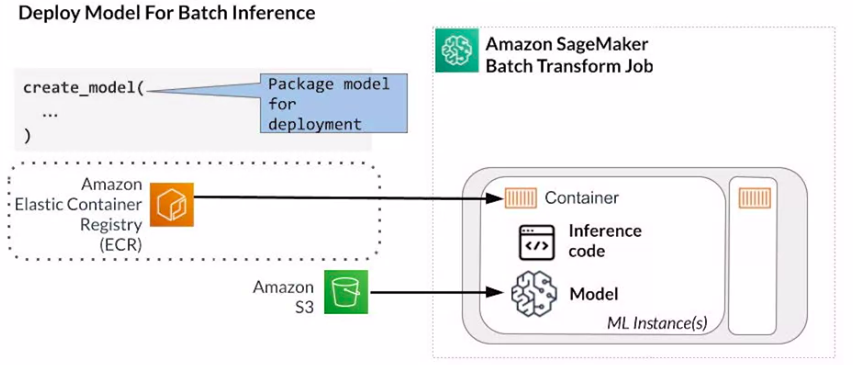 Deploy Model For Batch Inference
create_model(
...
)
Package model
for
deployment
Amazon
Elastic Container
Registry
(ECR)
Amazon
S3
Amazon SageMaker
Batch Transform Job
Container
Inference
code
Model
ML Instance(s)